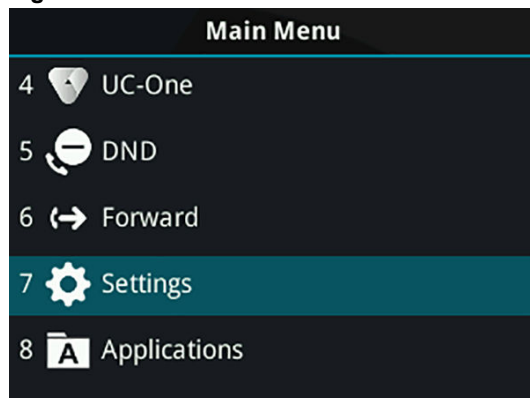 Main Menu
4 UC-One
5 DND
6 Forward
7 Settings
8 A Applications